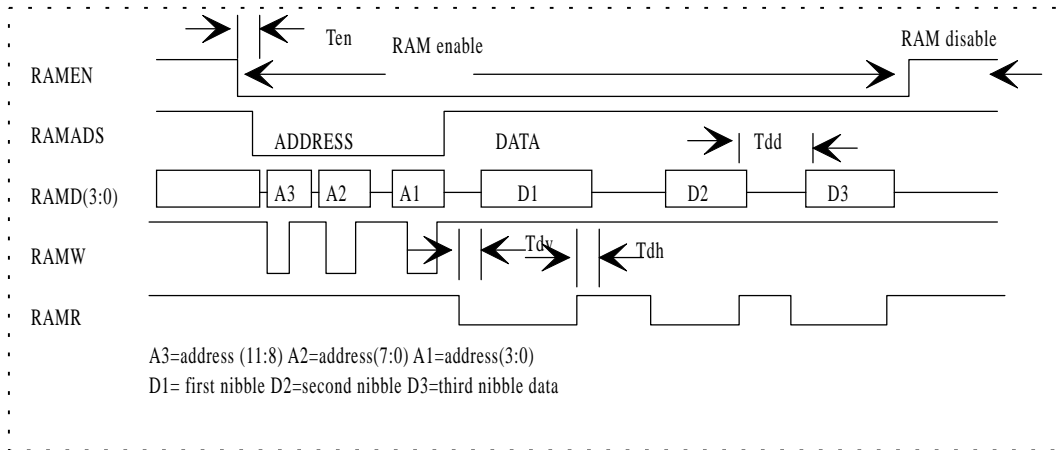 Ten
RAM enable
RAM disable
RAMEN
RAMADS
ADDRESS
DATA
Tdd
RAMD(3:0)
A3
A2
A1
D1
D2
D3
RAMW
Tdv
Tdh
RAMR
A3=address (11:8) A2=address(7:0) A1=address(3:0)
D1= first nibble D2=second nibble D3=third nibble data